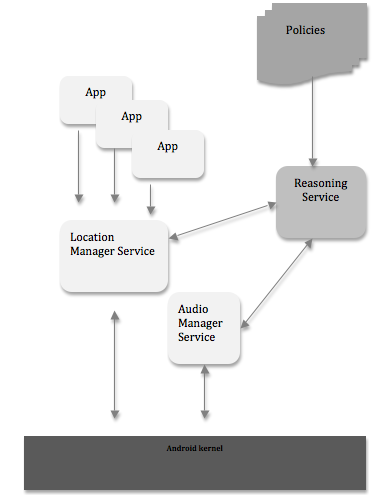 Policies
App
App
App
Reasoning
Service
Location
Manager Service
Audio
Manager
Service
Android kernel